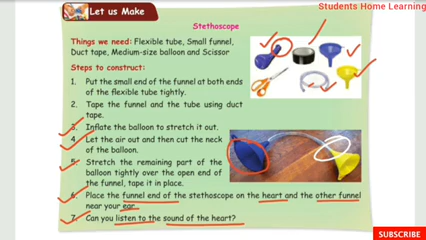 Students Home Learning
Let us Make
Stethoscope
Things we need: Flexible tube, Small funnel,
Duct tape, Medium-size balloon and Scissor
Steps to construct:
1. Put the small end of the funnel at both ends
of the flexible tube tightly.
2. Tape the funnel and the tube using duct
tape.
3. Inflate the balloon to stretch it out.
4. Let the air out and then cut the neck
of the balloon.
5. Stretch the remaining part of the
balloon tightly over the open end of
the funnel, tape it in place.
6. Place the funnel end of the stethoscope on the heart and the other funnel
near your ear.
7. Can you listen to the sound of the heart?
SUBSCRIBE